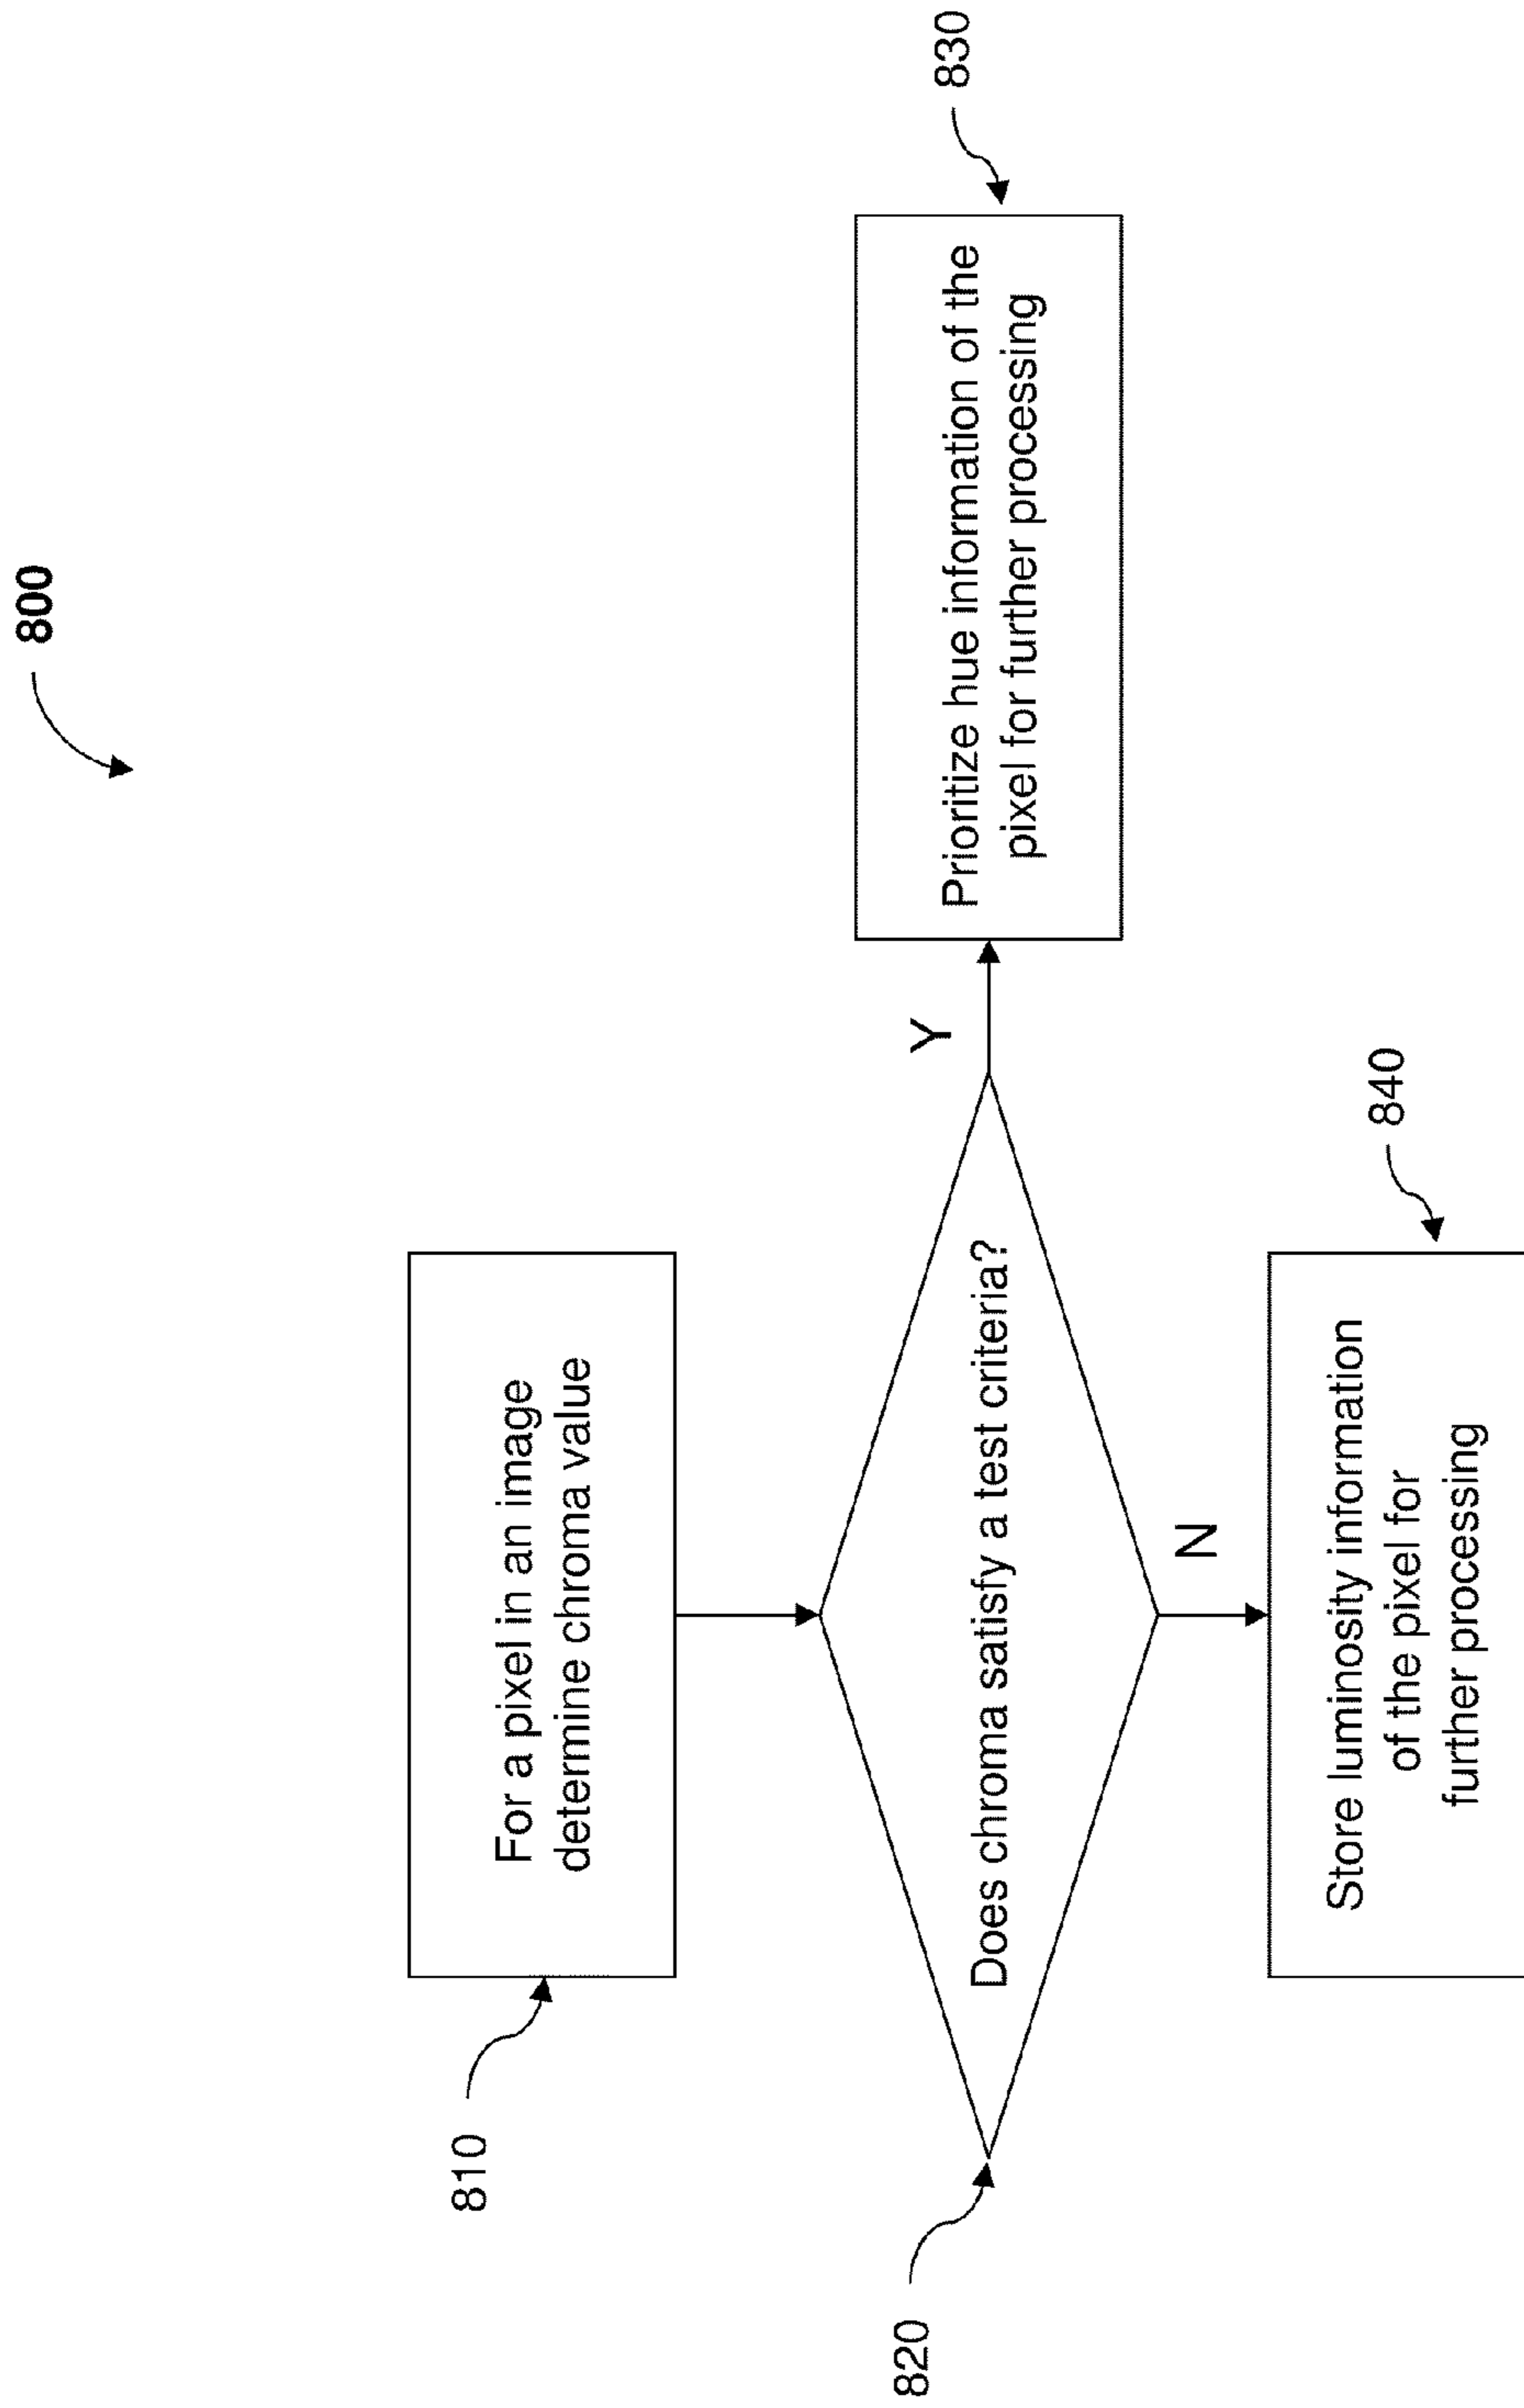 800
810
For a pixel in an image
determine chroma value
820
Does chroma satisfy a test criteria?
Y
830
Prioritize hue information of the
pixel for further processing
N
840
Store luminosity information
of the pixel for
further processing